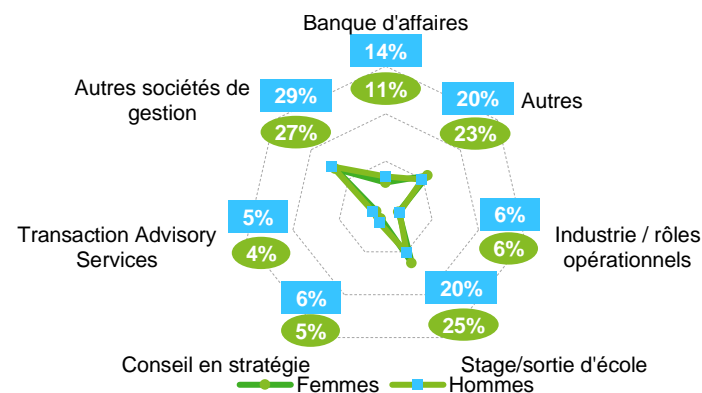 Banque d'affaires
14%
11%
Autres sociétés de
gestion
29%
27%
20%
23%
Autres
5%
4%
Transaction Advisory
Services
6%
6%
Industrie / rôles
opérationnels
6%
5%
Conseil en stratégie
20%
25%
Stage/sortie d'école
Femmes
Hommes